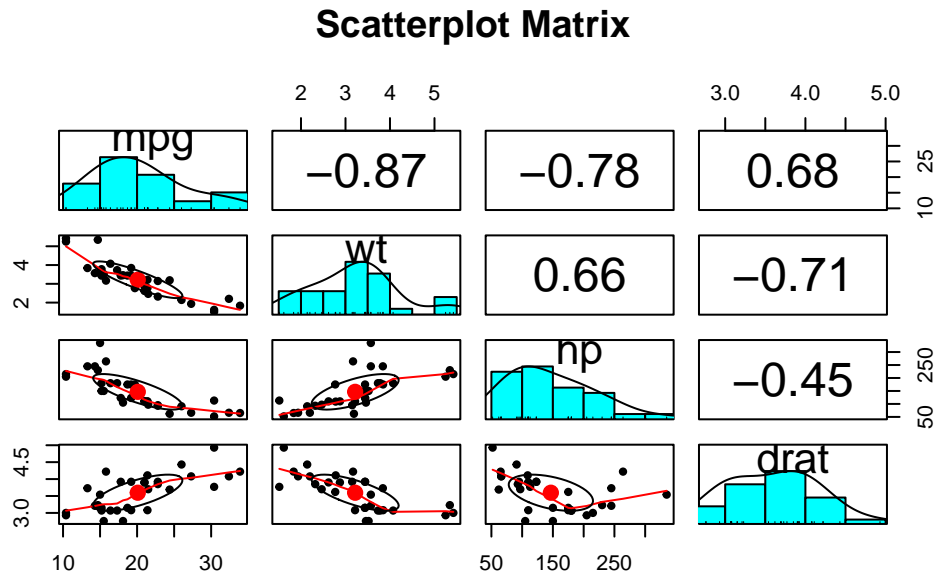 Scatterplot Matrix
2 3 4 5 3.0 4.0 5.0
mpg −0.87 −0.78 0.68 10 25
2 4 wt 0.66 −0.71
hp −0.45 50 250
3.0 4.5 drat
10 20 30 50 150 250